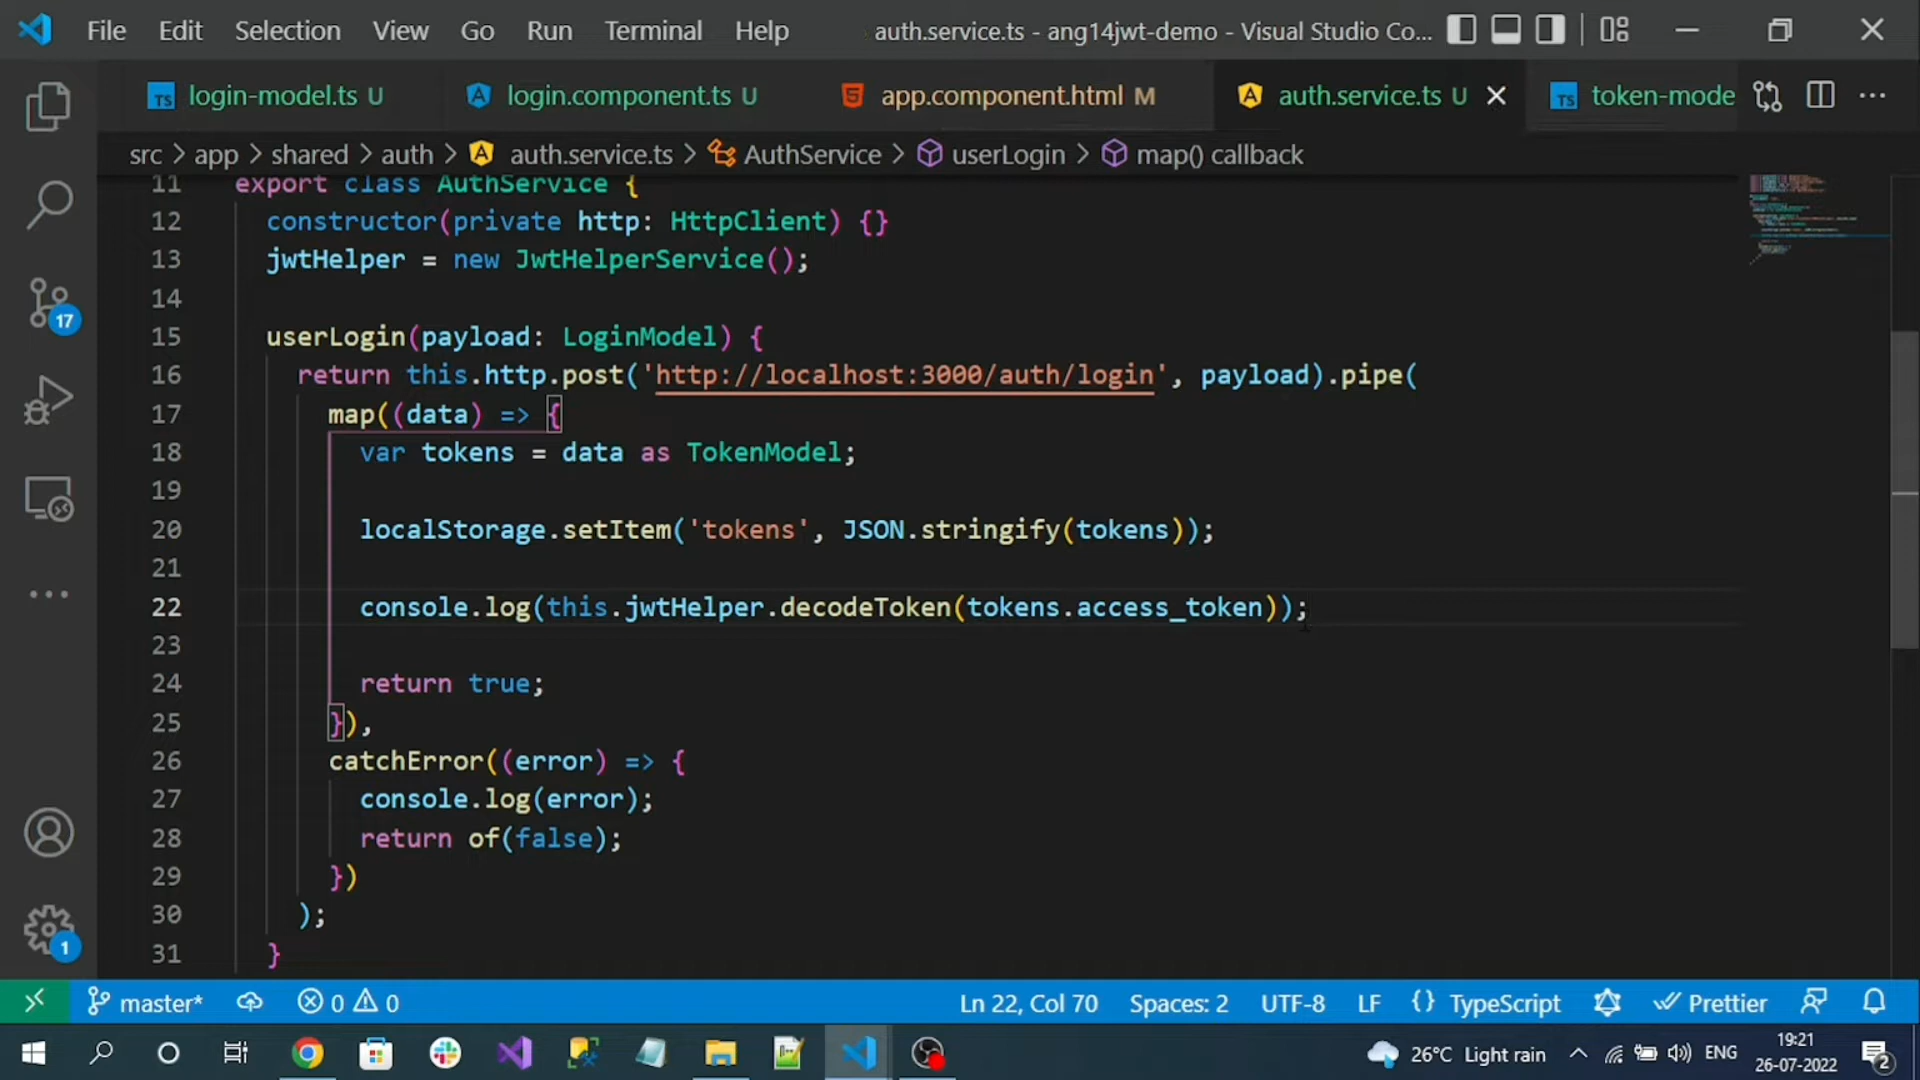 File Edit Selection View Go Run Terminal Help auth.service.ts - ang14jwt-demo - Visual Studio Co...
login-model.ts U login.component.ts U app.component.html M auth.service.ts U token-mode
src > app > shared > auth > auth.service.ts > AuthService > userLogin > map() callback
11 export class AuthService {
12 constructor(private http: HttpClient) {}
13 jwtHelper = new JwtHelperService();
14
15 userLogin(payload: LoginModel) {
16 return this.http.post('http://localhost:3000/auth/login', payload).pipe(
17 map((data) => {
18 var tokens = data as TokenModel;
19
20 localStorage.setItem('tokens', JSON.stringify(tokens));
21
22 console.log(this.jwtHelper.decodeToken(tokens.access_token));
23
24 return true;
25 }),
26 catchError((error) => {
27 console.log(error);
28 return of(false);
29 })
30 );
31 }
17
1
master* 0 0 Ln 22, Col 70 Spaces: 2 UTF-8 LF {} TypeScript Prettier
26°C Light rain ENG 19:21
26-07-2022 2